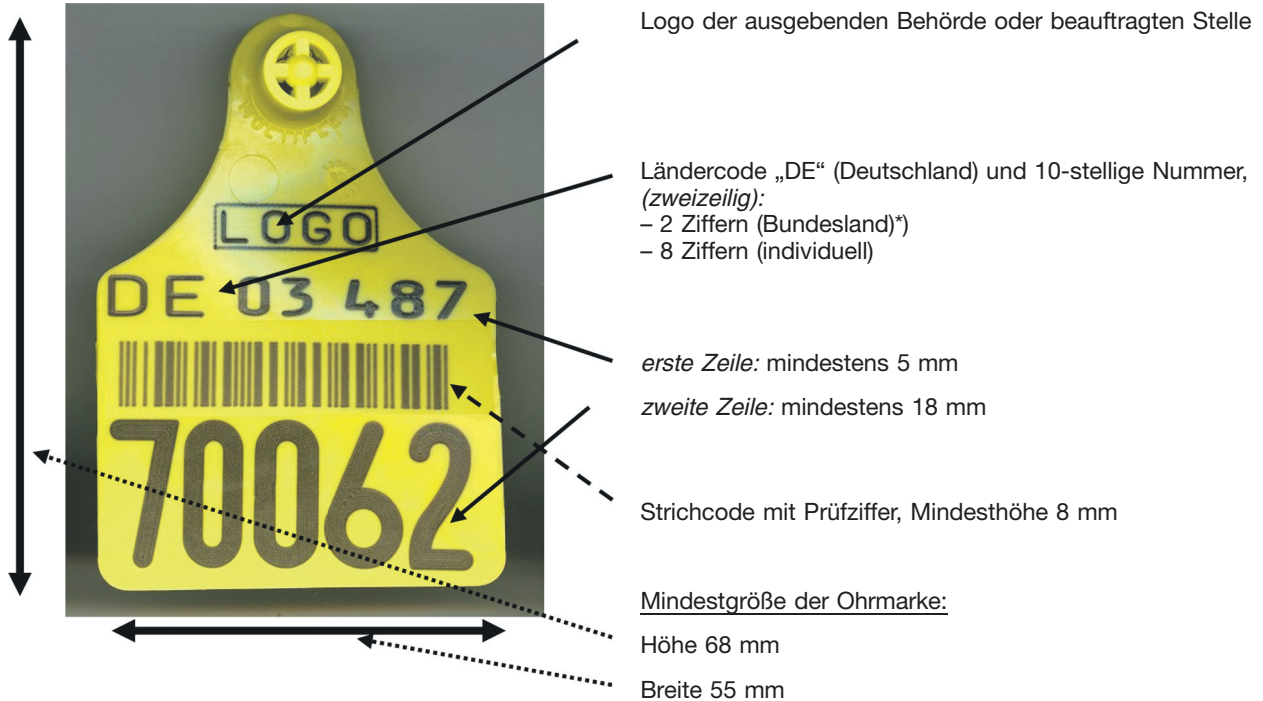 Logo der ausgebenden Behörde oder beauftragten Stelle
MULTIFLEX
LOGO
Ländercode „DE“ (Deutschland) und 10-stellige Nummer,
(zweizeilig):
– 2 Ziffern (Bundesland)*)
– 8 Ziffern (individuell)
DE 03 487
erste Zeile: mindestens 5 mm
zweite Zeile: mindestens 18 mm
70062
Strichcode mit Prüfziffer, Mindesthöhe 8 mm
Mindestgröße der Ohrmarke:
Höhe 68 mm
Breite 55 mm